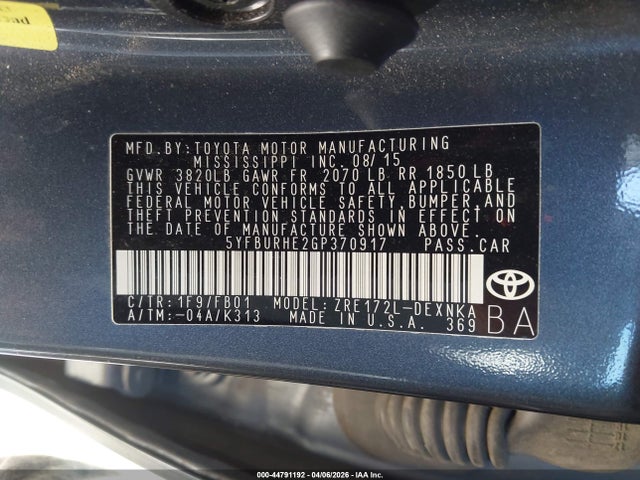 MFD.BY:TOYOTA MOTOR MANUFACTURING
MISSISSIPPI INC. 08/15
GVWR 3820LB GAWR FR 2070 LB RR 1850 LB
THIS VEHICLE CONFORMS TO ALL APPLICABLE
FEDERAL MOTOR VEHICLE SAFETY,BUMPER,AND
THEFT PREVENTION STANDARDS IN EFFECT ON
THE DATE OF MANUFACTURE SHOWN ABOVE.
5YFBURHE2GP370917 PASS.CAR
C/TR:1F9/FB01 MODEL:ZRE172L-DEXNKA
A/TM:-04A/K313 MADE IN U.S.A. 369
BA
000-44791192 - 04/06/2026 - IAA Inc.